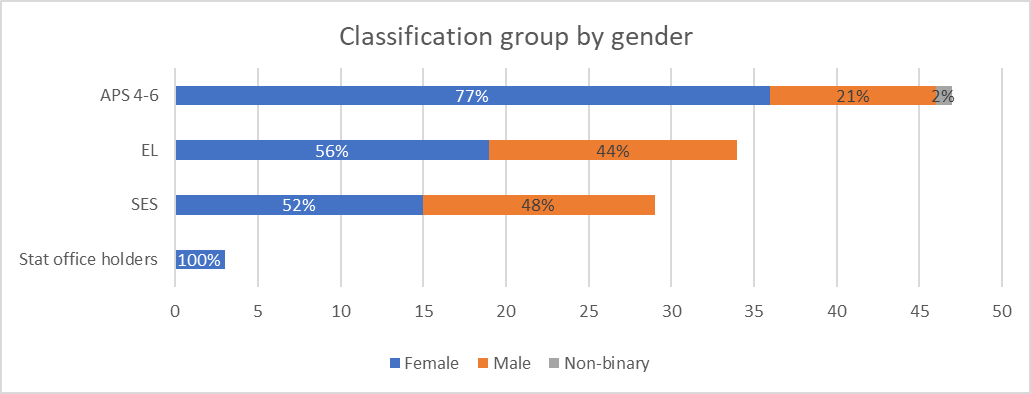 Classification group by gender
APS 4-6
77%
21%
2%
EL
56%
44%
SES
52%
48%
Stat office holders
100%
0 5 10 15 20 25 30 35 40 45 50
Female Male Non-binary